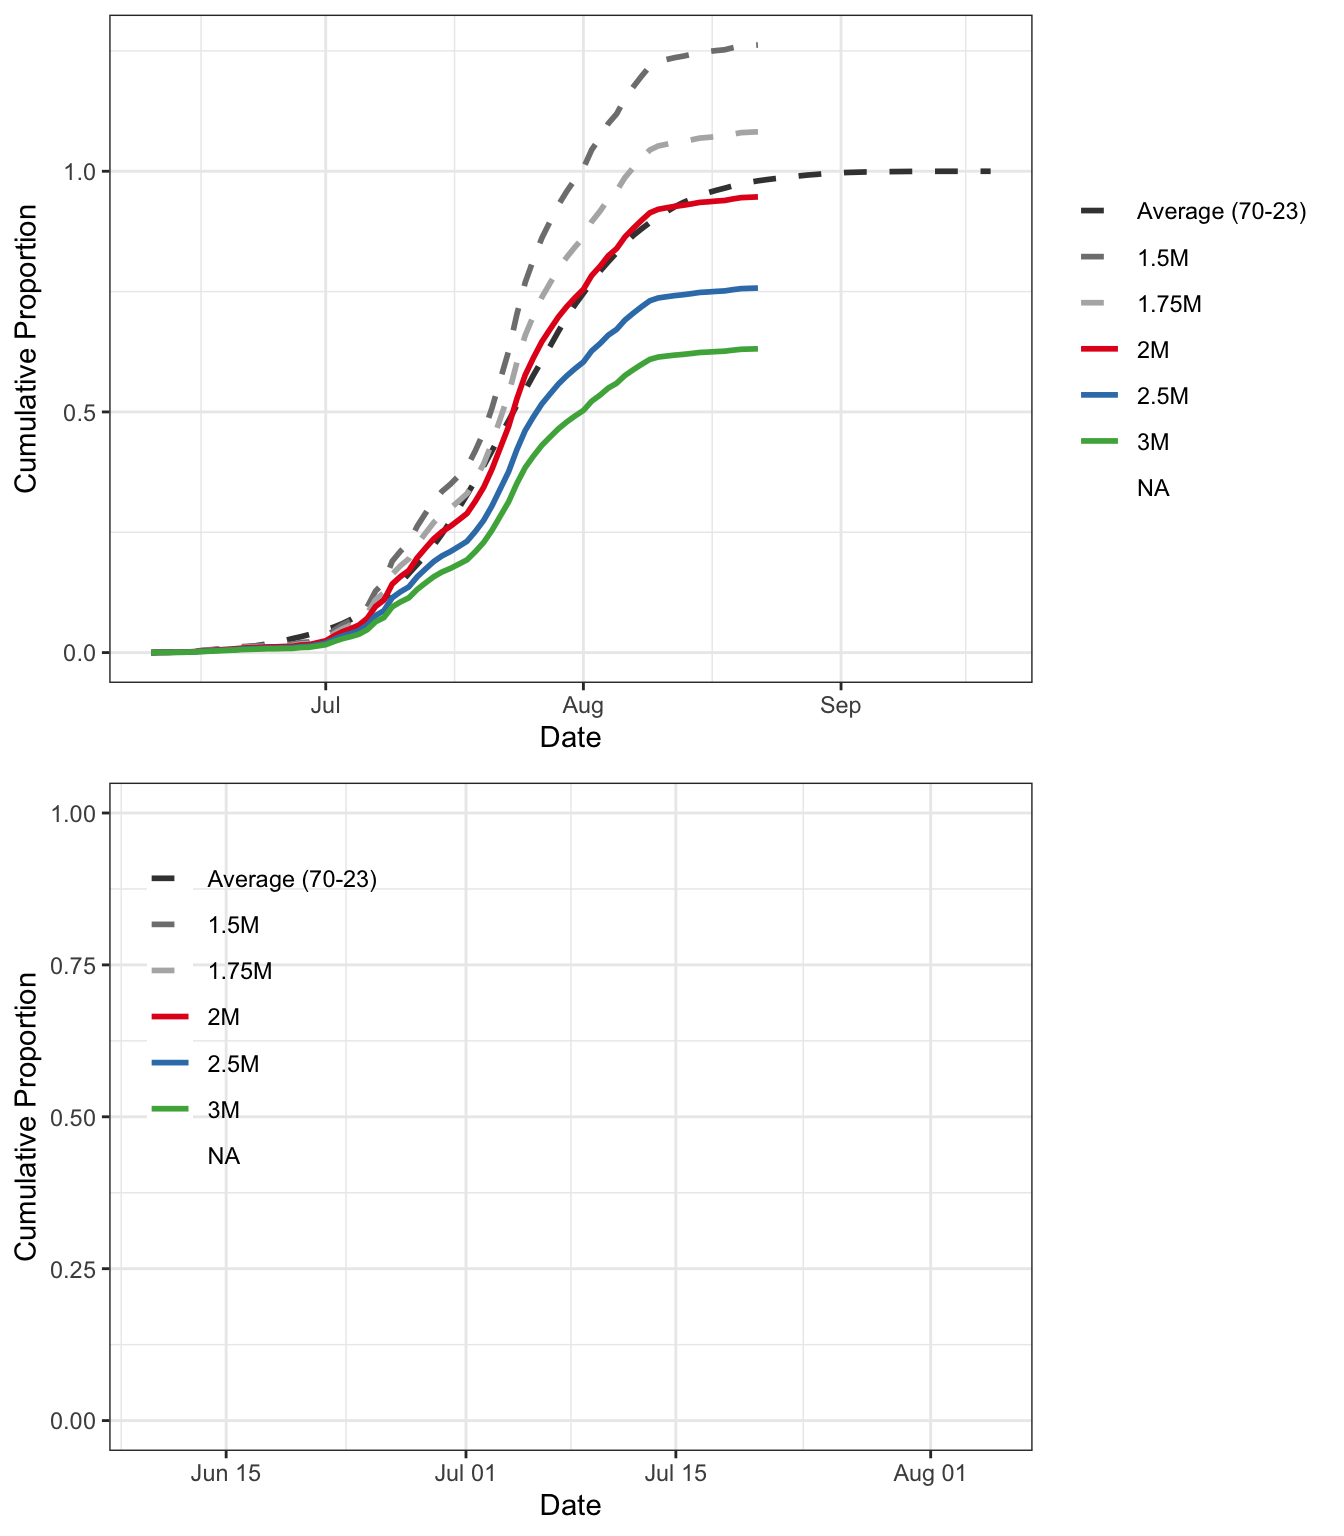 Cumulative Proportion
1.0
0.5
0.0
Jul
Aug
Sep
Date
Average (70-23)
1.5M
1.75M
2M
2.5M
3M
NA
Cumulative Proportion
1.00
0.75
0.50
0.25
0.00
Average (70-23)
1.5M
1.75M
2M
2.5M
3M
NA
Jun 15
Jul 01
Jul 15
Aug 01
Date